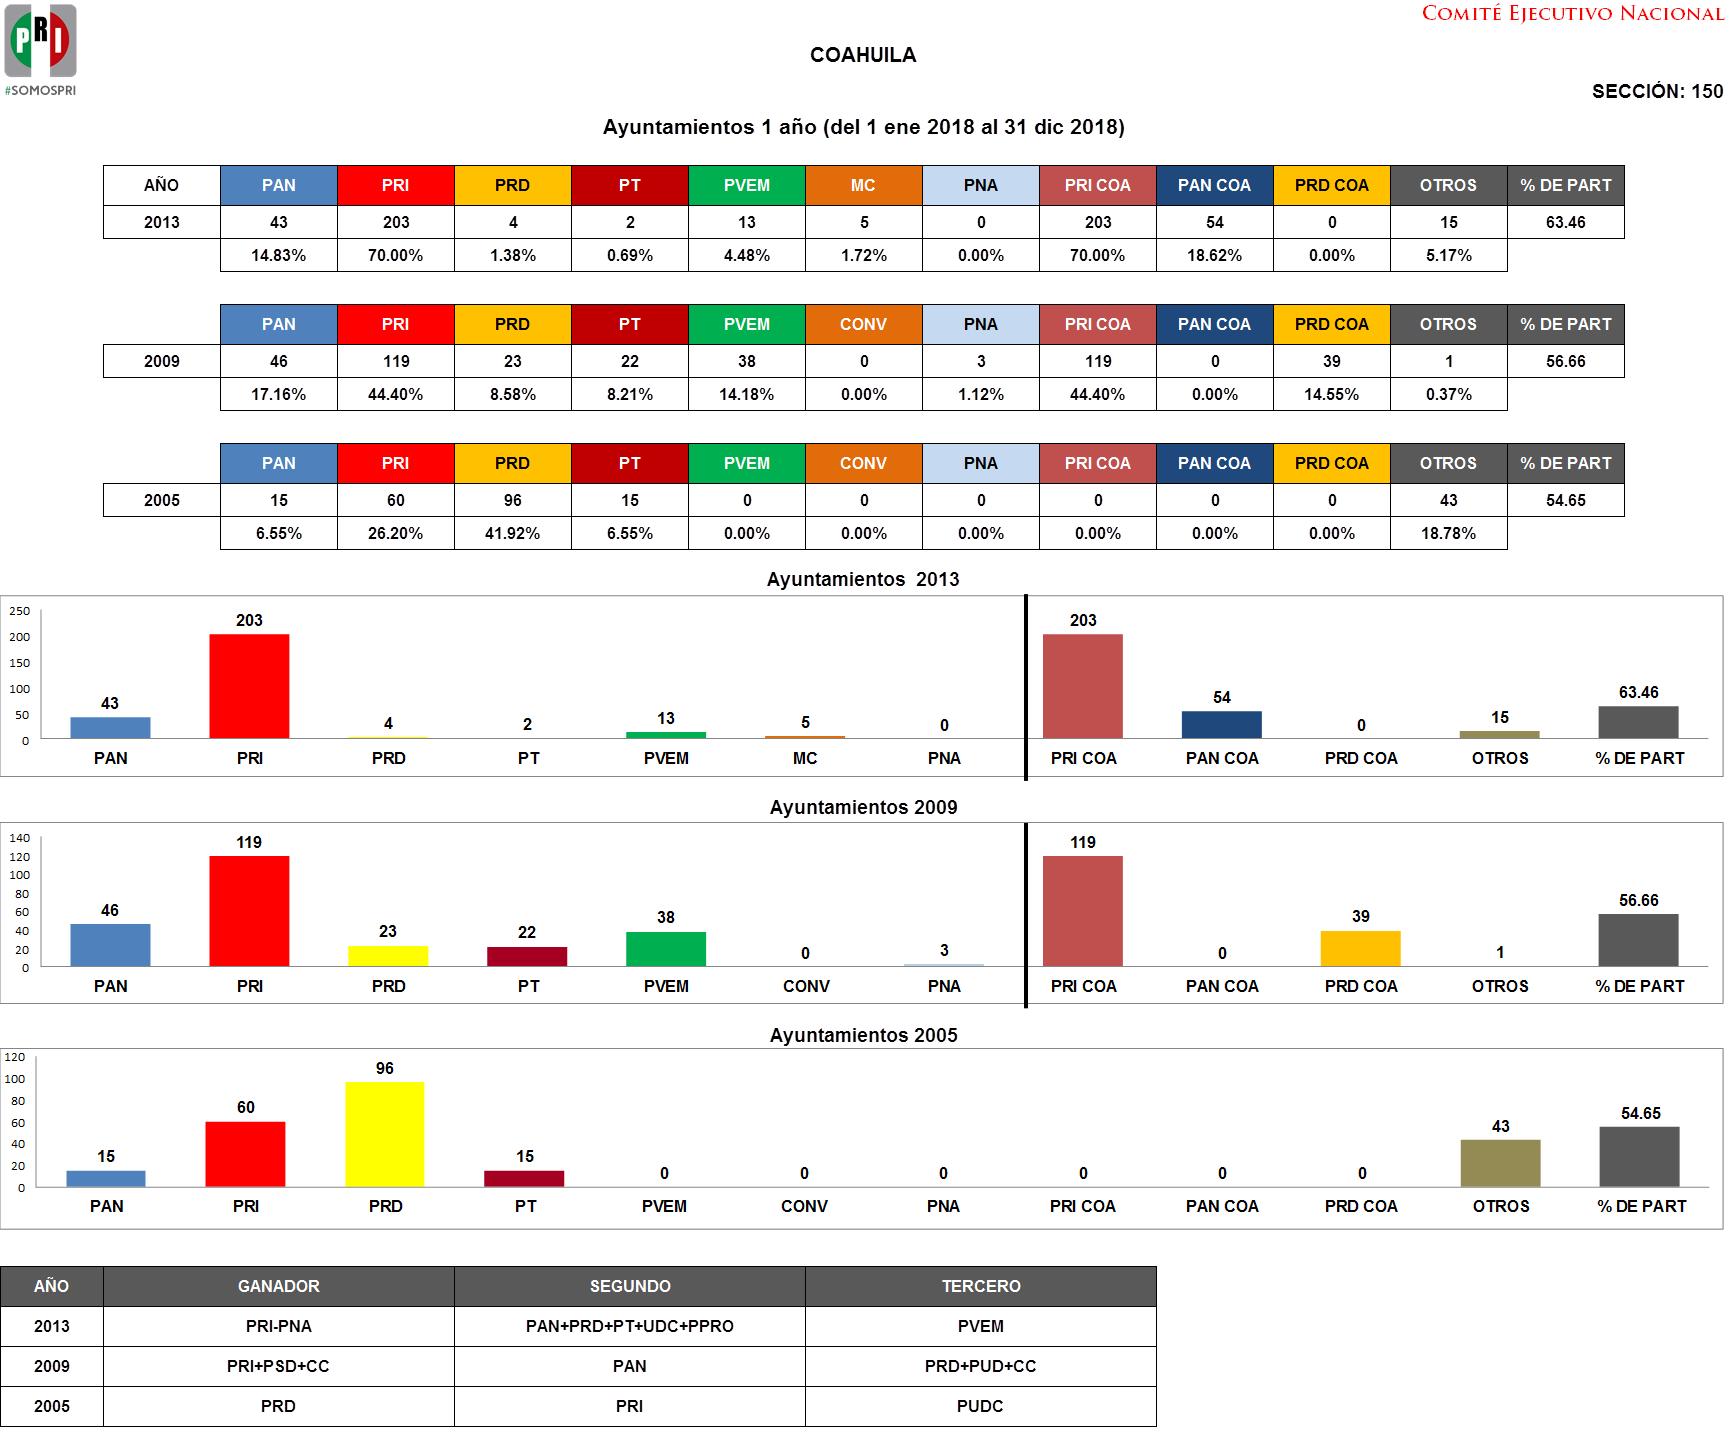 COMITÉ EJECUTIVO NACIONAL
PRI
#SOMOSPRI
COAHUILA
SECCIÓN: 150
Ayuntamientos 1 año (del 1 ene 2018 al 31 dic 2018)
AÑO PAN PRI PRD PT PVEM MC PNA PRI COA PAN COA PRD COA OTROS % DE PART
2013 43 203 4 2 13 5 0 203 54 0 15 63.46
14.83% 70.00% 1.38% 0.69% 4.48% 1.72% 0.00% 70.00% 18.62% 0.00% 5.17%
PAN PRI PRD PT PVEM CONV PNA PRI COA PAN COA PRD COA OTROS % DE PART
2009 46 119 23 22 38 0 3 119 0 39 1 56.66
17.16% 44.40% 8.58% 8.21% 14.18% 0.00% 1.12% 44.40% 0.00% 14.55% 0.37%
PAN PRI PRD PT PVEM CONV PNA PRI COA PAN COA PRD COA OTROS % DE PART
2005 15 60 96 15 0 0 0 0 0 0 43 54.65
6.55% 26.20% 41.92% 6.55% 0.00% 0.00% 0.00% 0.00% 0.00% 0.00% 18.78%
Ayuntamientos 2013
250
200
150
100
50
0
43 203 4 2 13 5 0 203 54 0 15 63.46
PAN PRI PRD PT PVEM MC PNA PRI COA PAN COA PRD COA OTROS % DE PART
Ayuntamientos 2009
140
120
100
80
60
40
20
0
46 119 23 22 38 0 3 119 0 39 1 56.66
PAN PRI PRD PT PVEM CONV PNA PRI COA PAN COA PRD COA OTROS % DE PART
Ayuntamientos 2005
120
100
80
60
40
20
0
15 60 96 15 0 0 0 0 0 0 43 54.65
PAN PRI PRD PT PVEM CONV PNA PRI COA PAN COA PRD COA OTROS % DE PART
AÑO GANADOR SEGUNDO TERCERO
2013 PRI-PNA PAN+PRD+PT+UDC+PPRO PVEM
2009 PRI+PSD+CC PAN PRD+PUD+CC
2005 PRD PRI PUDC